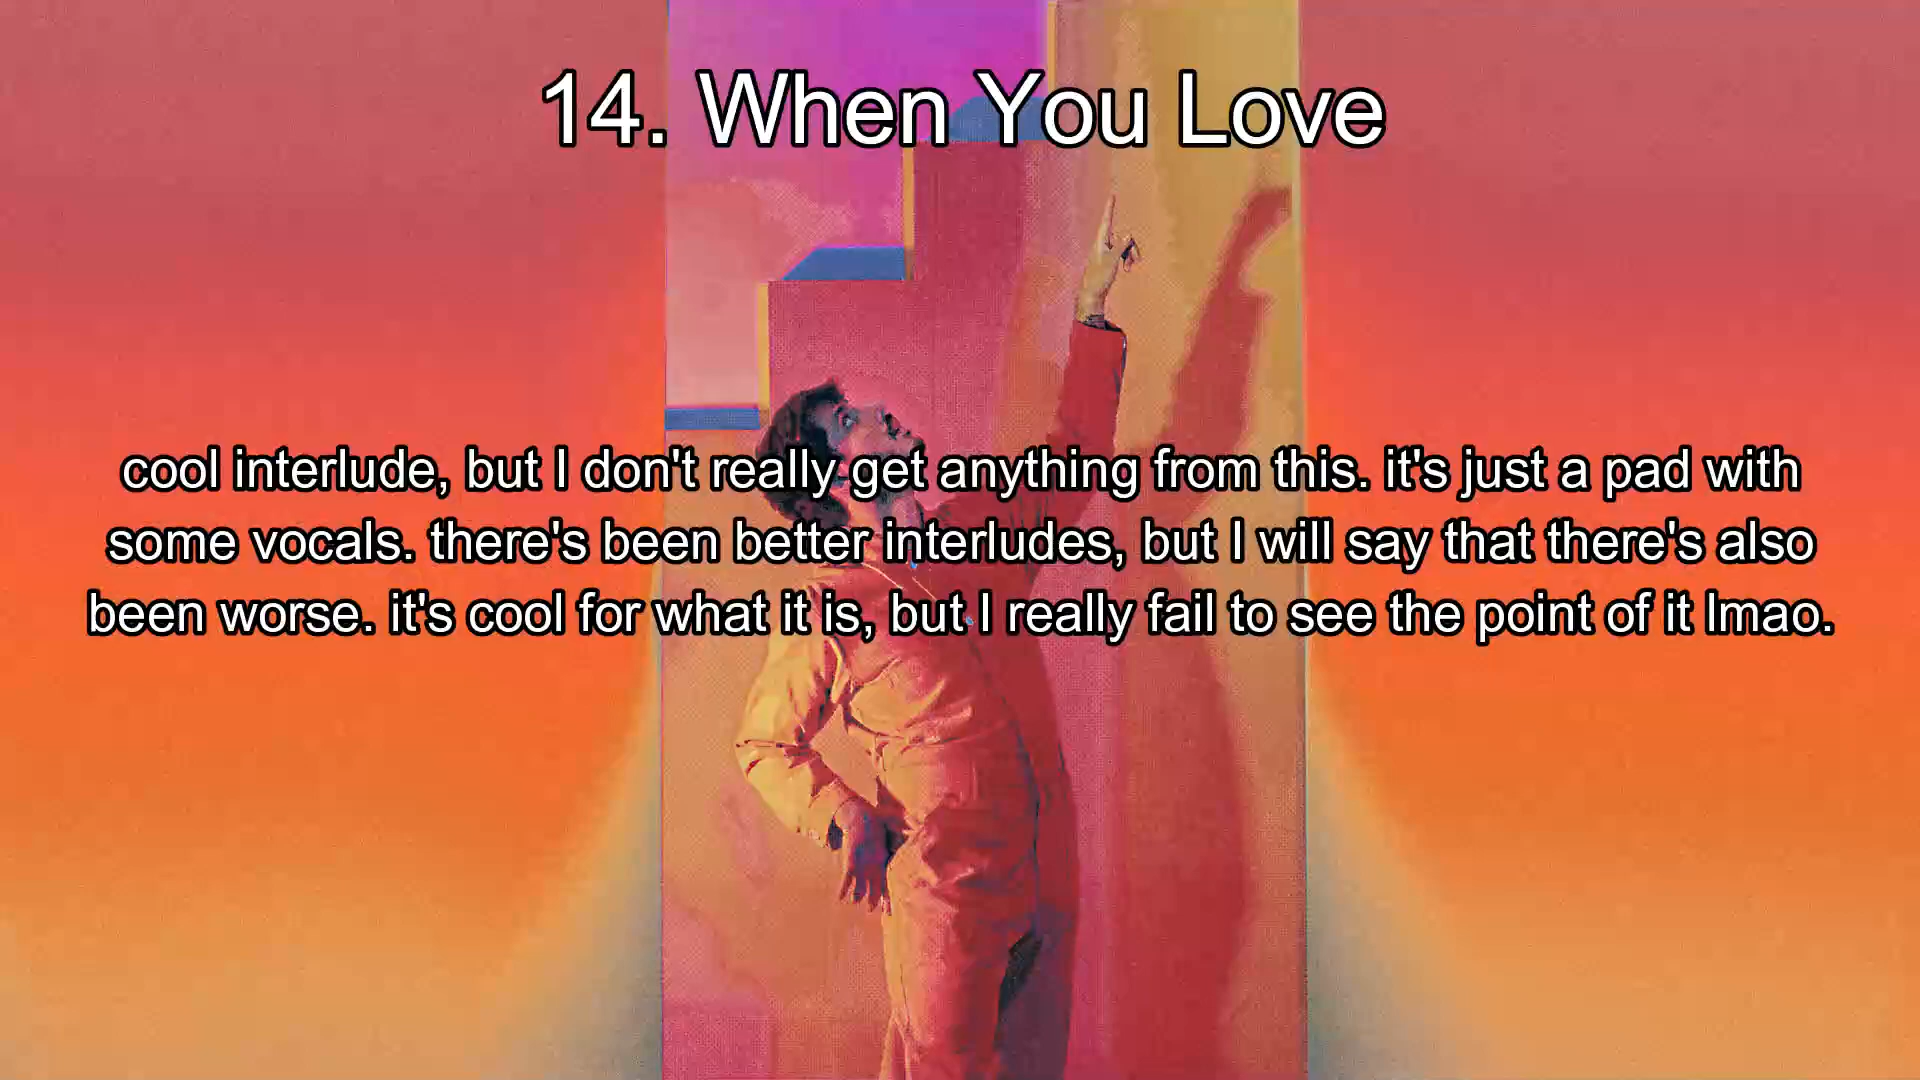 14. When You Love
cool interlude, but I don't really get anything from this. it's just a pad with
some vocals. there's been better interludes, but I will say that there's also
been worse. it's cool for what it is, but I really fail to see the point of it lmao.